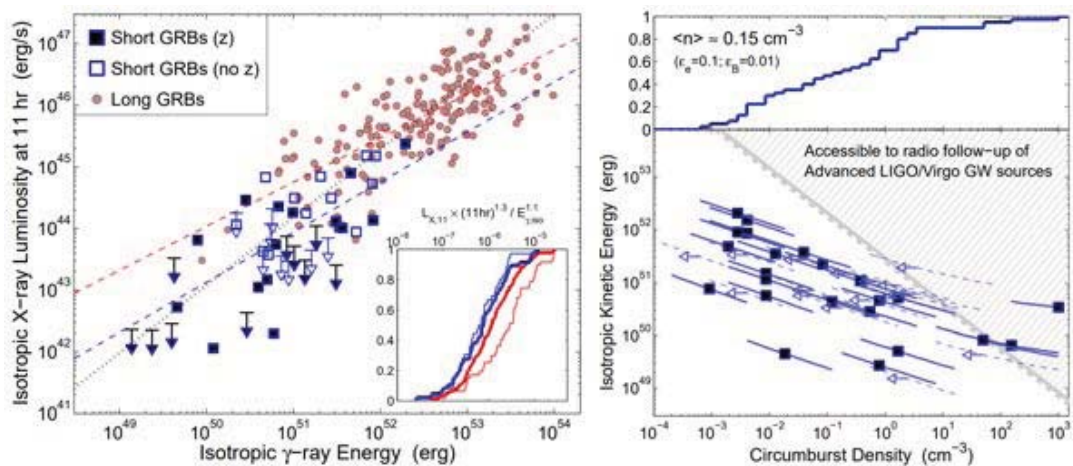 Isotropic X-ray Luminosity at 11 hr (erg/s)
10^47
10^46
10^45
10^44
10^43
10^42
10^41
Short GRBs (z)
Short GRBs (no z)
Long GRBs
L_X,11 × (11hr)^1.3 / E_γ,iso^1.1
10^-8 10^-7 10^-6 10^-5 10^-4
1
0.8
0.6
0.4
0.2
0
10^49 10^50 10^51 10^52 10^53 10^54
Isotropic γ-ray Energy (erg)
1
0.8
0.6
0.4
0.2
0
<n> ≈ 0.15 cm^-3
(ε_e=0.1; ε_B=0.01)
Accessible to radio follow-up of
Advanced LIGO/Virgo GW sources
Isotropic Kinetic Energy (erg)
10^53
10^52
10^51
10^50
10^49
10^-4 10^-3 10^-2 10^-1 10^0 10^1 10^2 10^3
Circumburst Density (cm^-3)